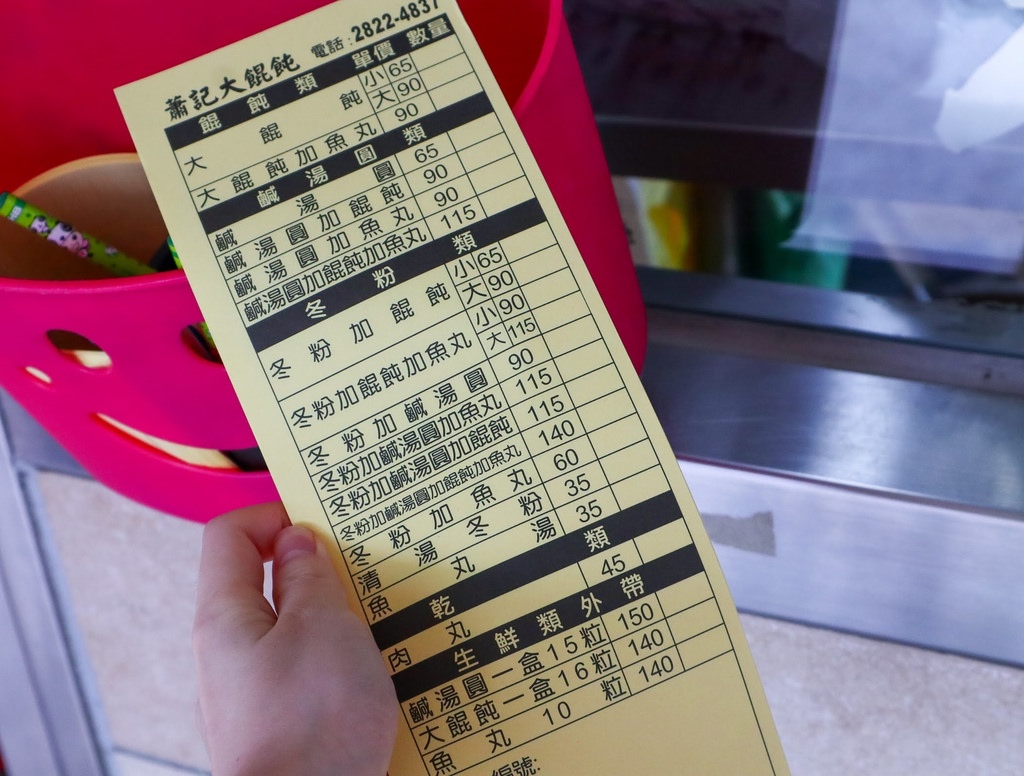 蕭記大餛飩 電話:2822-4837
餛飩類 單價 數量
大餛飩 小 65
大 90
大餛飩加魚丸 90
鹹湯圓類
鹹湯圓 65
鹹湯圓加餛飩 90
鹹湯圓加魚丸 90
鹹湯圓加餛飩加魚丸 115
冬粉類
冬粉加餛飩 小 65
大 90
冬粉加餛飩加魚丸 小 90
大 115
冬粉加鹹湯圓 90
冬粉加鹹湯圓加魚丸 115
冬粉加鹹湯圓加餛飩 115
冬粉加鹹湯圓加餛飩加魚丸 140
冬粉加魚丸 60
清湯冬粉 35
魚丸湯 35
乾類
肉丸 45
生鮮類外帶
鹹湯圓一盒15粒 150
大餛飩一盒16粒 140
魚丸10粒 140
編號: